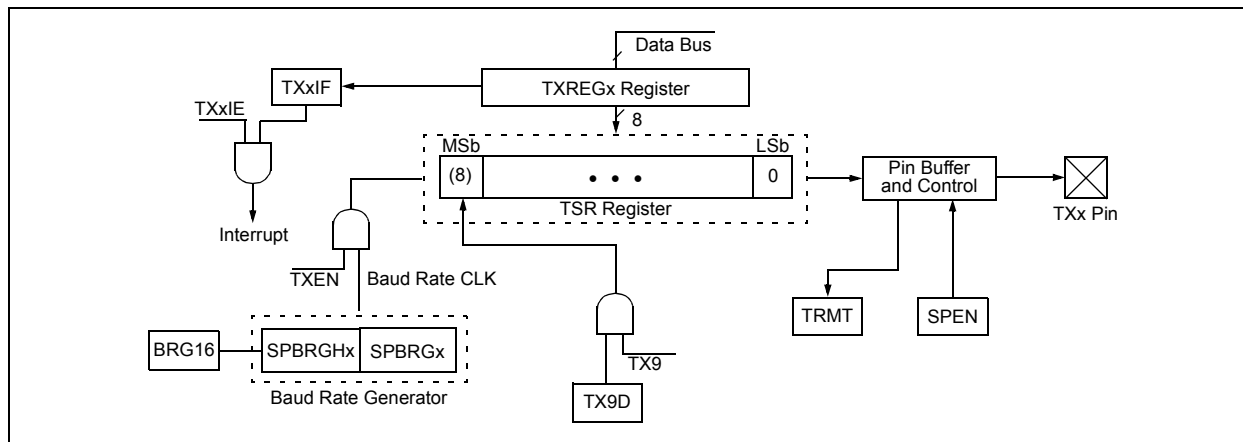 Data Bus
TXxIF
TXREGx Register
TXxIE
8
MSb
LSb
(8)
• • •
0
TSR Register
Pin Buffer
and Control
TXx Pin
Interrupt
TXEN
Baud Rate CLK
TRMT
SPEN
BRG16
SPBRGHx
SPBRGx
TX9
Baud Rate Generator
TX9D